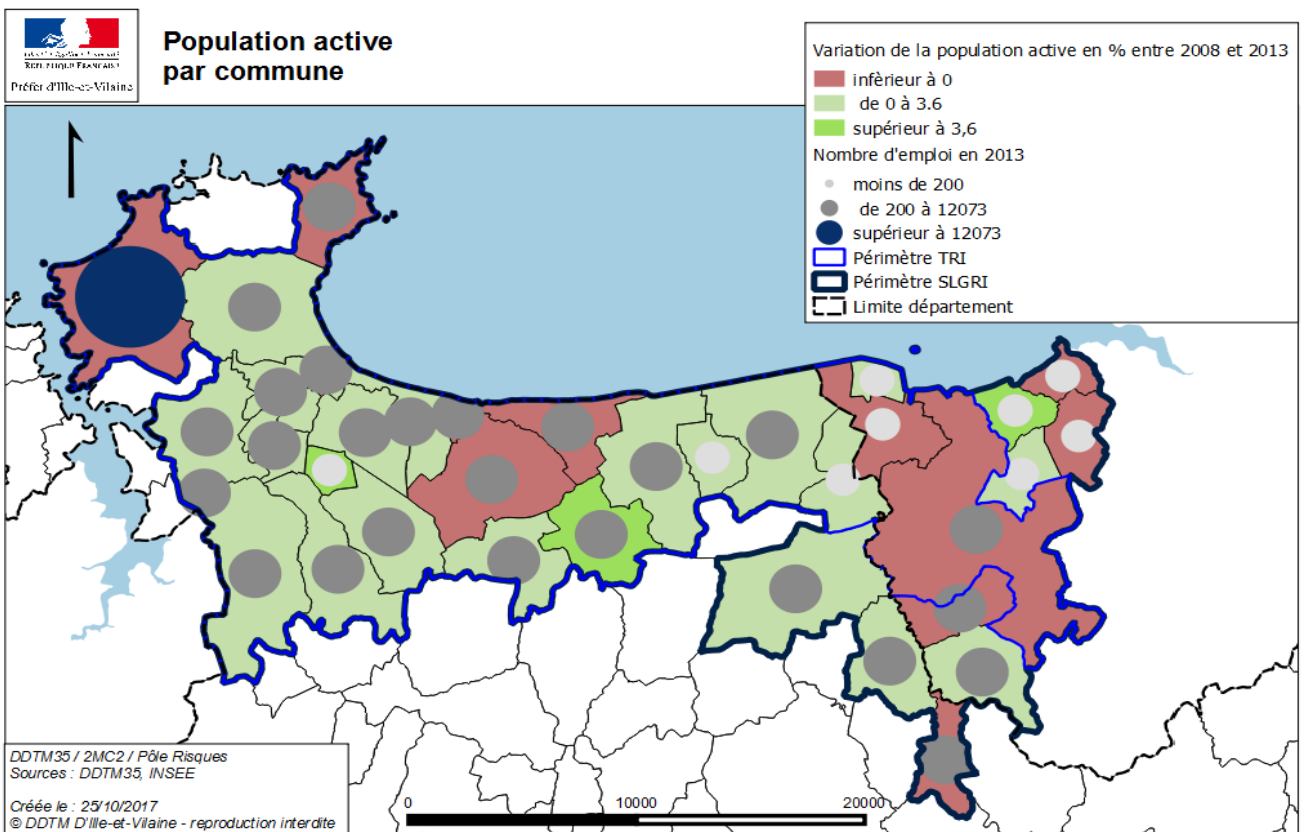 RÉPUBLIQUE FRANÇAISE
Préfet d'Ille-et-Vilaine
Population active
par commune
Variation de la population active en % entre 2008 et 2013
infèrieur à 0
de 0 à 3.6
supérieur à 3,6
Nombre d'emploi en 2013
moins de 200
de 200 à 12073
supérieur à 12073
Périmètre TRI
Périmètre SLGRI
Limite département
DDTM35 / 2MC2 / Pôle Risques
Sources : DDTM35, INSEE
Créée le : 25/10/2017
© DDTM D'Ille-et-Vilaine - reproduction interdite
0 10000 20000